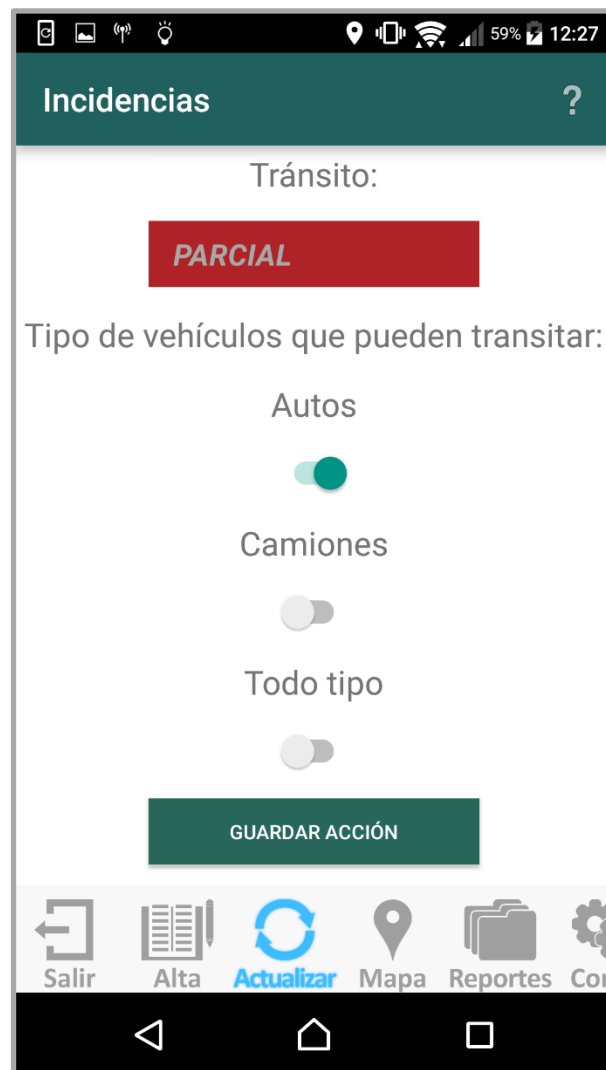 59% 12:27
Incidencias ?
Tránsito:
PARCIAL
Tipo de vehículos que pueden transitar:
Autos
Camiones
Todo tipo
GUARDAR ACCIÓN
Salir Alta Actualizar Mapa Reportes